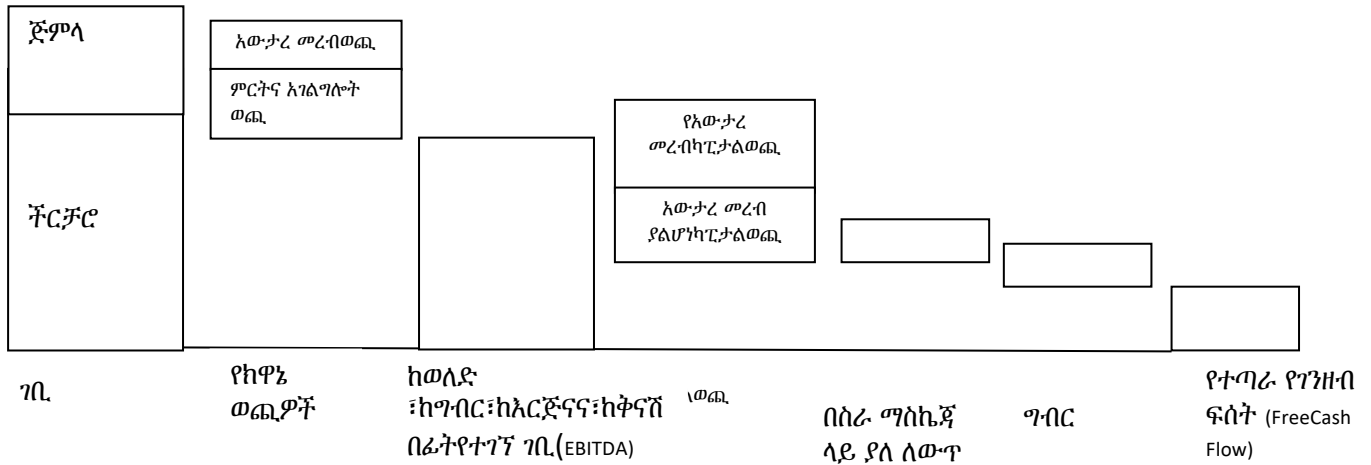 ጅምላ
ችርቻሮ
አውታረ መረብወጪ
ምርትና አገልግሎት
ወጪ
የአውታረ
መረብካፒታልወጪ
አውታረ መረብ
ያልሆነካፒታልወጪ
ገቢ
የክዋኔ
ወጪዎች
ከወለድ
፣ከግብር፣ከእርጅናና፣ከቅናሽ
በፊትየተገኘ ገቢ(EBITDA)
ወጪ
በስራ ማስኬጃ
ላይ ያለ ለውጥ
ግብር
የተጣራ የገንዘብ
ፍሰት (FreeCash
Flow)